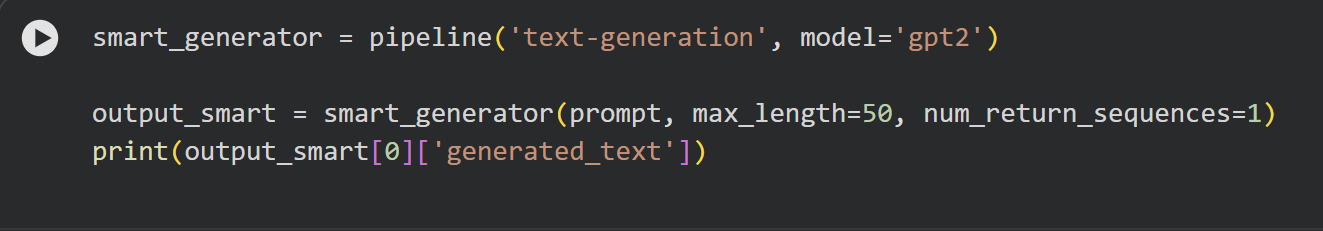 smart_generator = pipeline('text-generation', model='gpt2')
output_smart = smart_generator(prompt, max_length=50, num_return_sequences=1)
print(output_smart[0]['generated_text'])